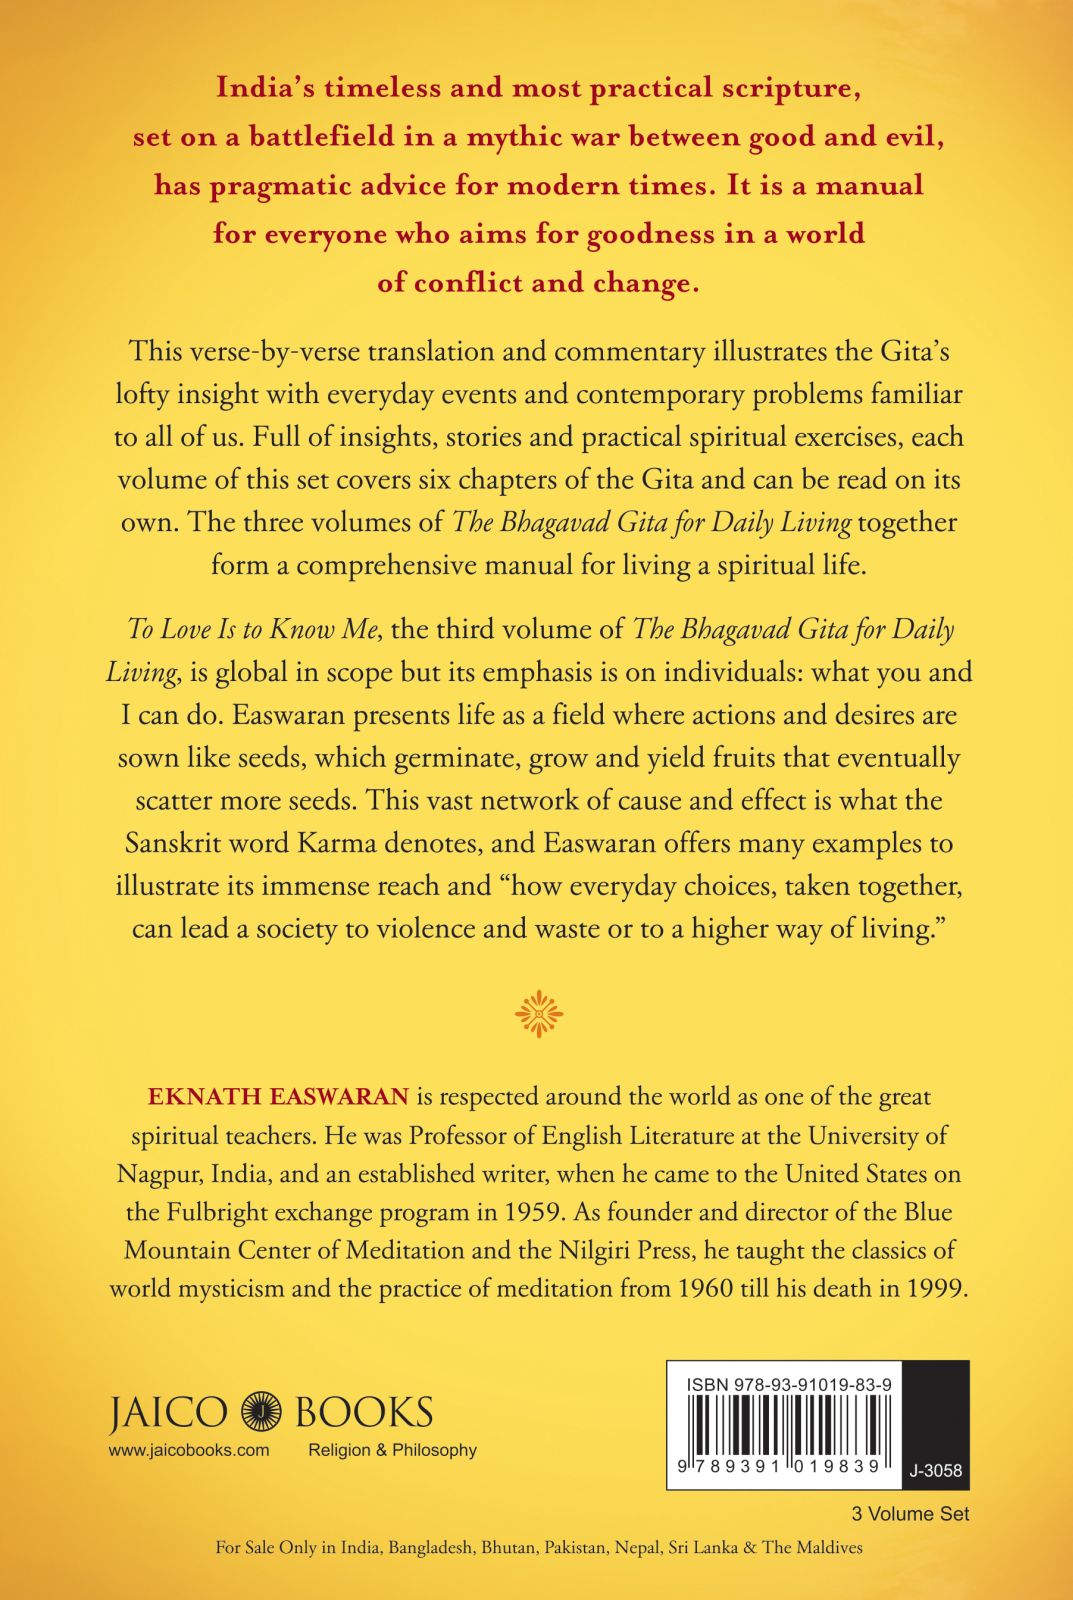 India’s timeless and most practical scripture,
set on a battlefield in a mythic war between good and evil,
has pragmatic advice for modern times. It is a manual
for everyone who aims for goodness in a world
of conflict and change.
This verse-by-verse translation and commentary illustrates the Gita’s
lofty insight with everyday events and contemporary problems familiar
to all of us. Full of insights, stories and practical spiritual exercises, each
volume of this set covers six chapters of the Gita and can be read on its
own. The three volumes of The Bhagavad Gita for Daily Living together
form a comprehensive manual for living a spiritual life.
To Love Is to Know Me, the third volume of The Bhagavad Gita for Daily
Living, is global in scope but its emphasis is on individuals: what you and
I can do. Easwaran presents life as a field where actions and desires are
sown like seeds, which germinate, grow and yield fruits that eventually
scatter more seeds. This vast network of cause and effect is what the
Sanskrit word Karma denotes, and Easwaran offers many examples to
illustrate its immense reach and “how everyday choices, taken together,
can lead a society to violence and waste or to a higher way of living.”
EKNATH EASWARAN is respected around the world as one of the great
spiritual teachers. He was Professor of English Literature at the University of
Nagpur, India, and an established writer, when he came to the United States on
the Fulbright exchange program in 1959. As founder and director of the Blue
Mountain Center of Meditation and the Nilgiri Press, he taught the classics of
world mysticism and the practice of meditation from 1960 till his death in 1999.
JAICO J BOOKS
www.jaicobooks.com Religion & Philosophy
ISBN 978-93-91019-83-9
9 789391 019839
J-3058
3 Volume Set
For Sale Only in India, Bangladesh, Bhutan, Pakistan, Nepal, Sri Lanka & The Maldives